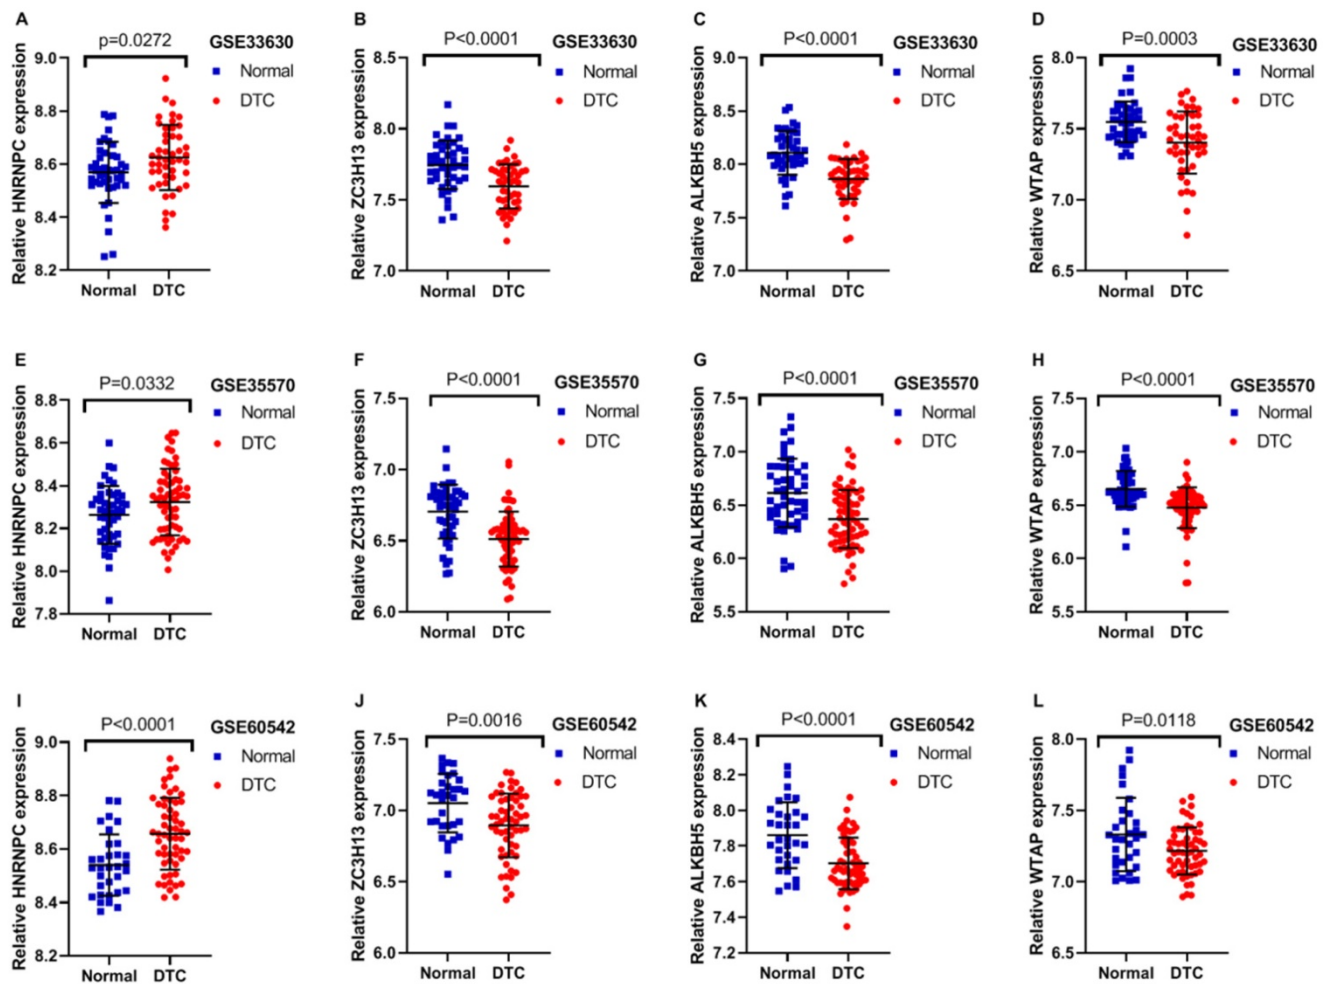 A
p=0.0272
GSE33630
Normal
DTC
Relative HNRNPC expression
9.0
8.8
8.6
8.4
8.2
Normal DTC
B
P<0.0001
GSE33630
Normal
DTC
Relative ZC3H13 expression
8.5
8.0
7.5
7.0
Normal DTC
C
P<0.0001
GSE33630
Normal
DTC
Relative ALKBH5 expression
9.0
8.5
8.0
7.5
7.0
Normal DTC
D
P=0.0003
GSE33630
Normal
DTC
Relative WTAP expression
8.0
7.5
7.0
6.5
Normal DTC
E
P=0.0332
GSE35570
Normal
DTC
Relative HNRNPC expression
8.8
8.6
8.4
8.2
8.0
7.8
Normal DTC
F
P<0.0001
GSE35570
Normal
DTC
Relative ZC3H13 expression
7.5
7.0
6.5
6.0
Normal DTC
G
P<0.0001
GSE35570
Normal
DTC
Relative ALKBH5 expression
7.5
7.0
6.5
6.0
5.5
Normal DTC
H
P<0.0001
GSE35570
Normal
DTC
Relative WTAP expression
7.5
7.0
6.5
6.0
5.5
Normal DTC
I
P<0.0001
GSE60542
Normal
DTC
Relative HNRNPC expression
9.0
8.8
8.6
8.4
8.2
Normal DTC
J
P=0.0016
GSE60542
Normal
DTC
Relative ZC3H13 expression
7.5
7.0
6.5
6.0
Normal DTC
K
P<0.0001
GSE60542
Normal
DTC
Relative ALKBH5 expression
8.4
8.2
8.0
7.8
7.6
7.4
7.2
Normal DTC
L
P=0.0118
GSE60542
Normal
DTC
Relative WTAP expression
8.0
7.5
7.0
6.5
Normal DTC